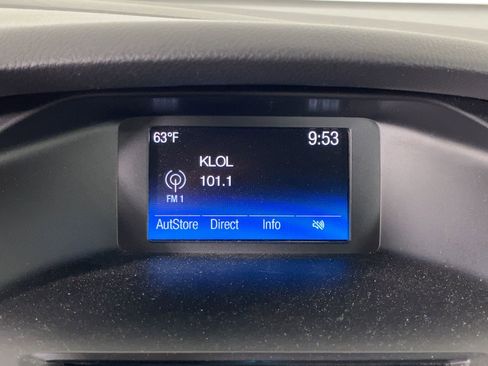 63°F 9:53
KLOL
101.1
FM 1
AutStore Direct Info